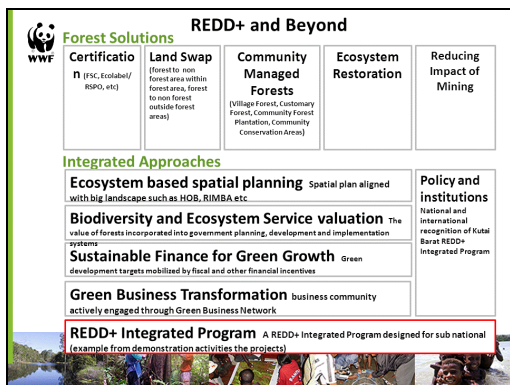 REDD+ and Beyond
WWF
Forest Solutions
Certificatio
n (FSC, Ecolabel/
RSPO, etc)
Land Swap
(forest to non
forest area within
forest area, forest
to non forest
outside forest
areas)
Community
Managed
Forests
(Village Forest, Customary
Forest, Community Forest
Plantation, Community
Conservation Areas)
Ecosystem
Restoration
Reducing
Impact of
Mining
Integrated Approaches
Ecosystem based spatial planning Spatial plan aligned
with big landscape such as HOB, RIMBA etc
Biodiversity and Ecosystem Service valuation The
value of forests incorporated into government planning, development and implementation
systems
Sustainable Finance for Green Growth Green
development targets mobilized by fiscal and other financial incentives
Green Business Transformation business community
actively engaged through Green Business Network
Policy and
institutions
National and
international
recognition of Kutai
Barat REDD+
Integrated Program
REDD+ Integrated Program A REDD+ Integrated Program designed for sub national
(example from demonstration activities the projects)